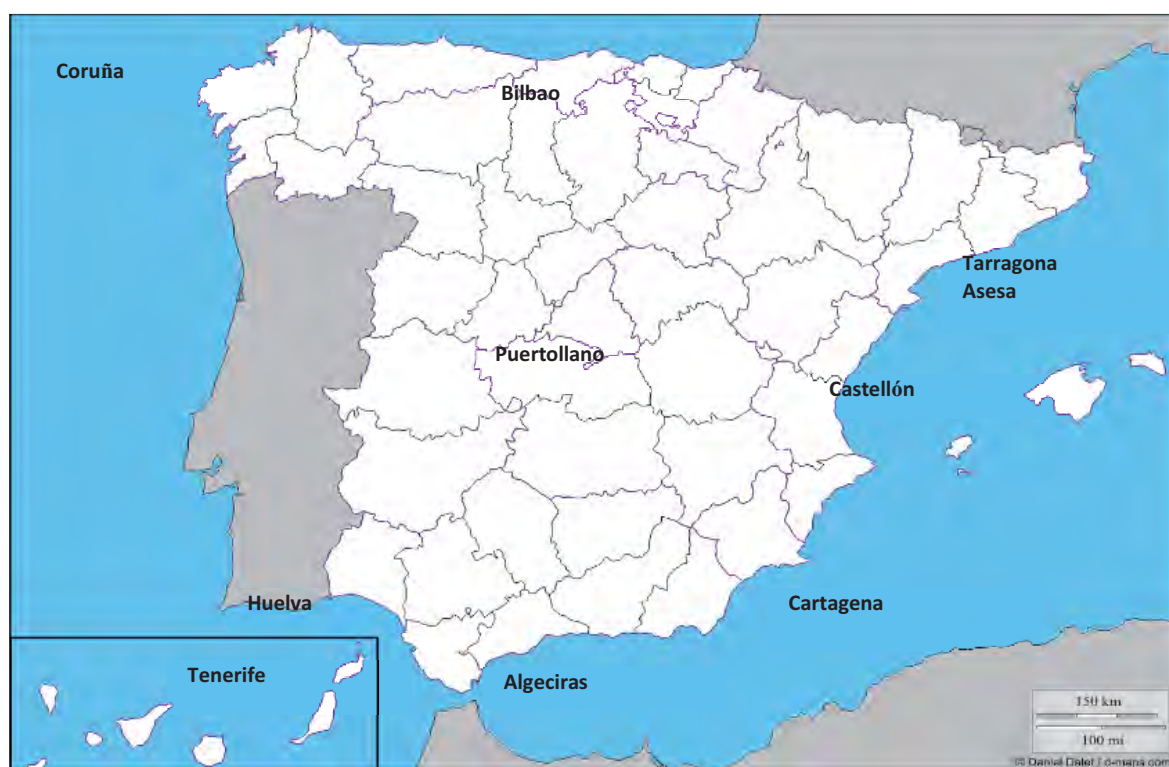 Coruña
Bilbao
Tarragona
Asesa
Puertollano
Castellón
Huelva
Cartagena
Tenerife
Algeciras
150 km
100 mi
© Daniel Dalet / d-maps.com